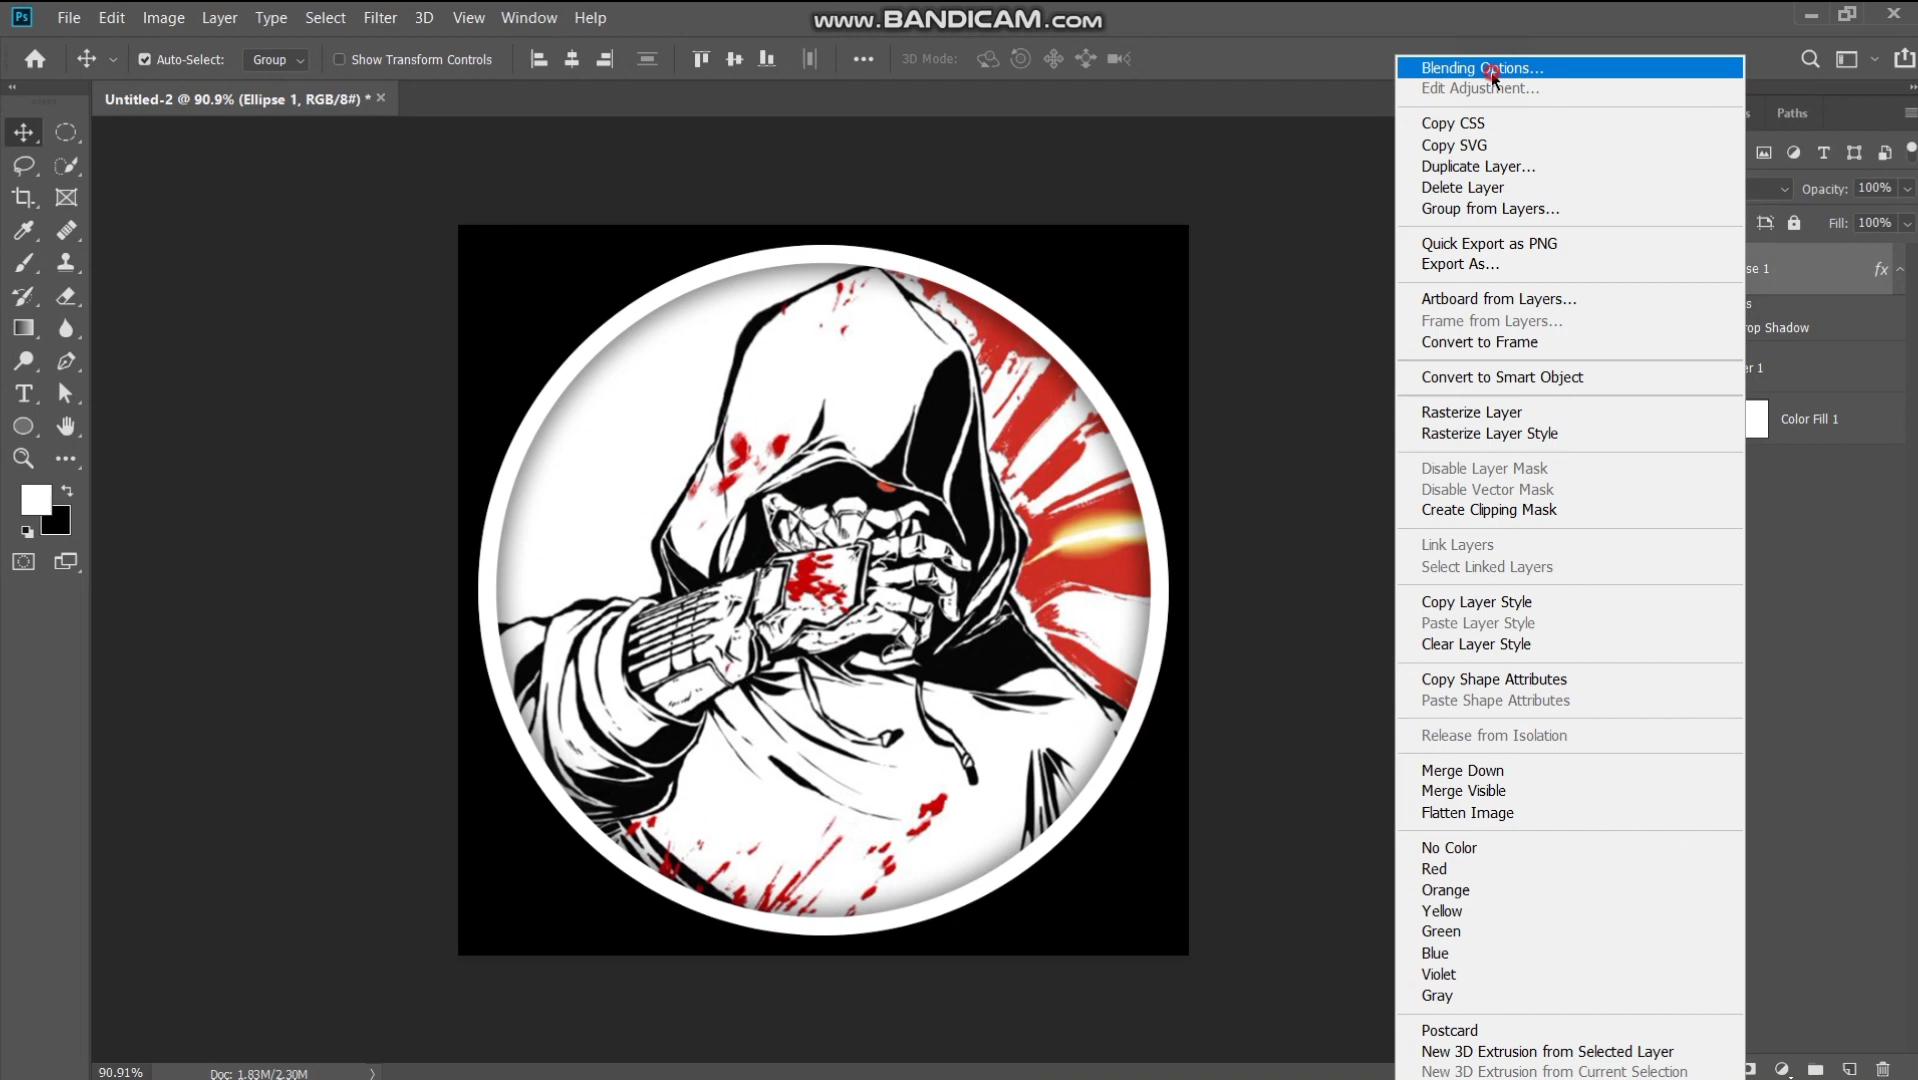 Ps File Edit Image Layer Type Select Filter 3D View Window Help
www.BANDICAM.com
Auto-Select: Group Show Transform Controls 3D Mode:
Untitled-2 @ 90.9% (Ellipse 1, RGB/8#) *
Blending Options...
Edit Adjustment...
Copy CSS
Copy SVG
Duplicate Layer...
Delete Layer
Group from Layers...
Quick Export as PNG
Export As...
Artboard from Layers...
Frame from Layers...
Convert to Frame
Convert to Smart Object
Rasterize Layer
Rasterize Layer Style
Disable Layer Mask
Disable Vector Mask
Create Clipping Mask
Link Layers
Select Linked Layers
Copy Layer Style
Paste Layer Style
Clear Layer Style
Copy Shape Attributes
Paste Shape Attributes
Release from Isolation
Merge Down
Merge Visible
Flatten Image
No Color
Red
Orange
Yellow
Green
Blue
Violet
Gray
Postcard
New 3D Extrusion from Selected Layer
New 3D Extrusion from Current Selection
s Paths
Opacity: 100%
Fill: 100%
se 1 fx
s
rop Shadow
er 1
Color Fill 1
90.91% Doc: 1.83M/2.30M